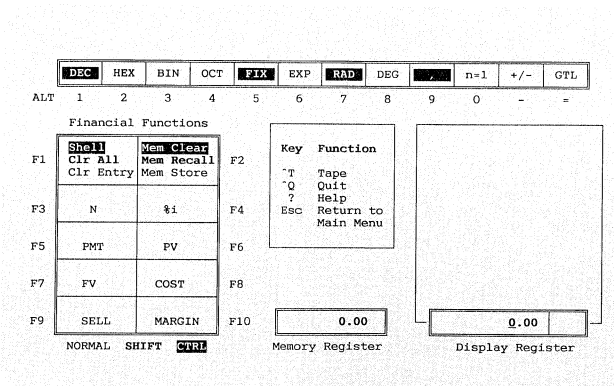 DEC HEX BIN OCT FIX EXP RAD DEG , n=1 +/- GTL
ALT 1 2 3 4 5 6 7 8 9 0 - =
Financial Functions
F1 Shell Mem Clear F2
Clr All Mem Recall
Clr Entry Mem Store
F3 N %i F4
F5 PMT PV F6
F7 FV COST F8
F9 SELL MARGIN F10
NORMAL SHIFT CTRL
Key Function
^T Tape
^Q Quit
? Help
Esc Return to
Main Menu
0.00
Memory Register
0.00
Display Register